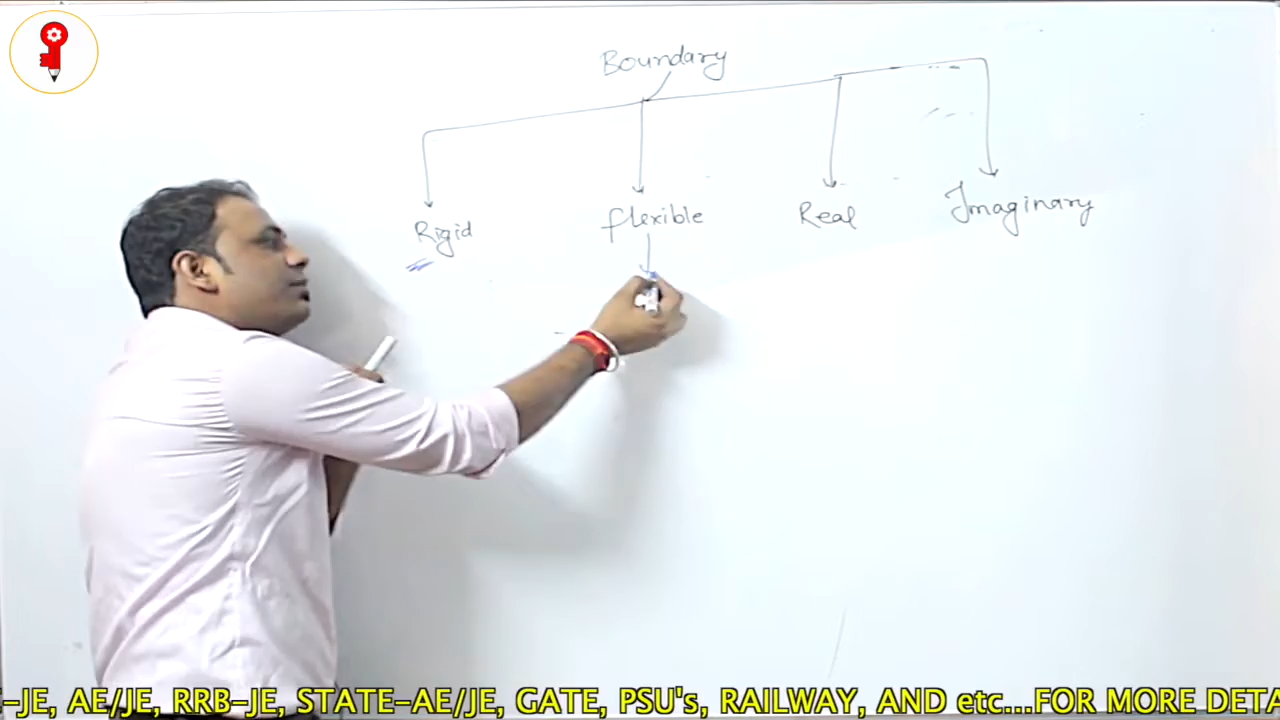 Boundary
Rigid flexible Real Imaginary
-JE, AE/JE, RRB-JE, STATE-AE/JE, GATE, PSU's, RAILWAY, AND etc...FOR MORE DETA